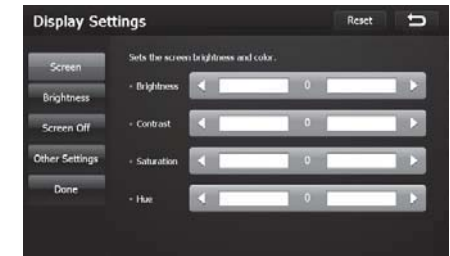 Display Settings
Reset
Screen
Brightness
Screen Off
Other Settings
Done
Sets the screen brightness and color.
• Brightness 0
• Contrast 0
• Saturation 0
• Hue 0